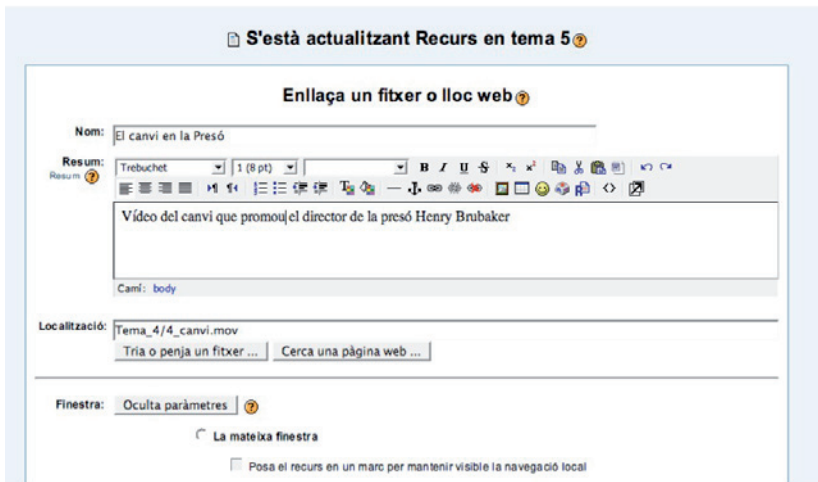 S'està actualitzant Recurs en tema 5
Enllaça un fitxer o lloc web
Nom: El canvi en la Presó
Resum:
Resum
Trebuchet 1 (8 pt) B I U S
Vídeo del canvi que promou el director de la presó Henry Brubaker
Camí: body
Localització: Tema_4/4_canvi.mov
Tria o penja un fitxer ... Cerca una pàgina web ...
Finestra: Oculta paràmetres
La mateixa finestra
Posa el recurs en un marc per mantenir visible la navegació local